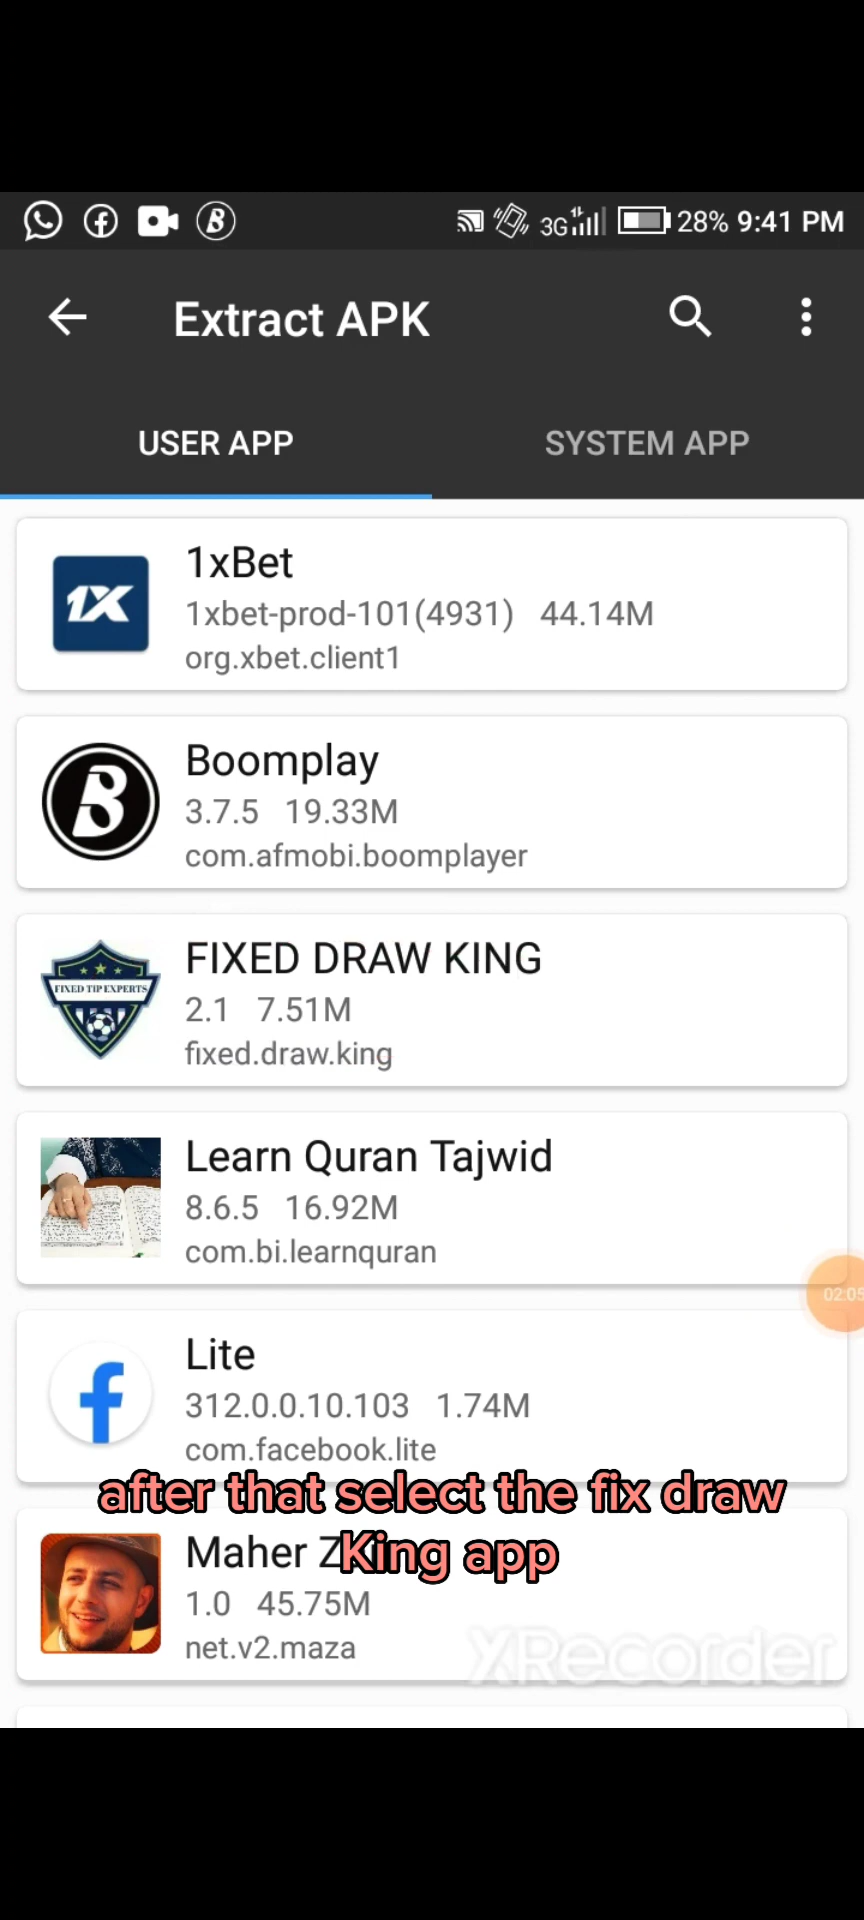 3G 28% 9:41 PM
Extract APK
USER APP SYSTEM APP
1X
1xBet
1xbet-prod-101(4931) 44.14M
org.xbet.client1
B
Boomplay
3.7.5 19.33M
com.afmobi.boomplayer
FIXED TIP EXPERTS
FIXED DRAW KING
2.1 7.51M
fixed.draw.king
Learn Quran Tajwid
8.6.5 16.92M
com.bi.learnquran
02:05
Lite
312.0.0.10.103 1.74M
com.facebook.lite
after that select the fix draw
King app
Maher
1.0 45.75M
net.v2.maza
XRecorder